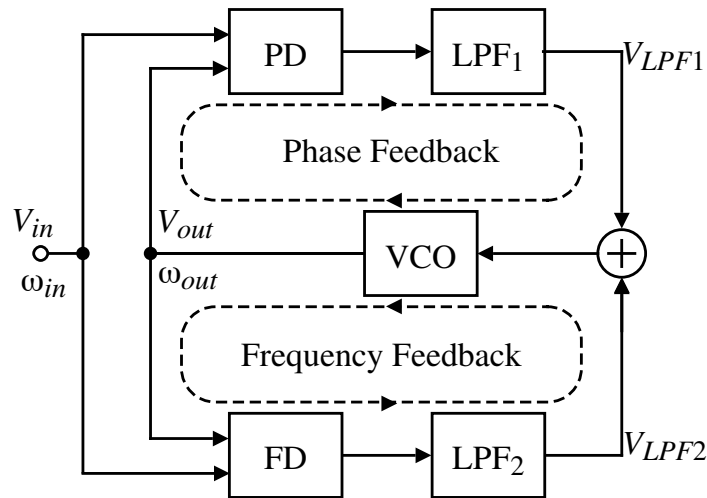 PD
LPF1
VLPF1
Phase Feedback
Vin
Vout
VCO
+
ωin
ωout
Frequency Feedback
FD
LPF2
VLPF2